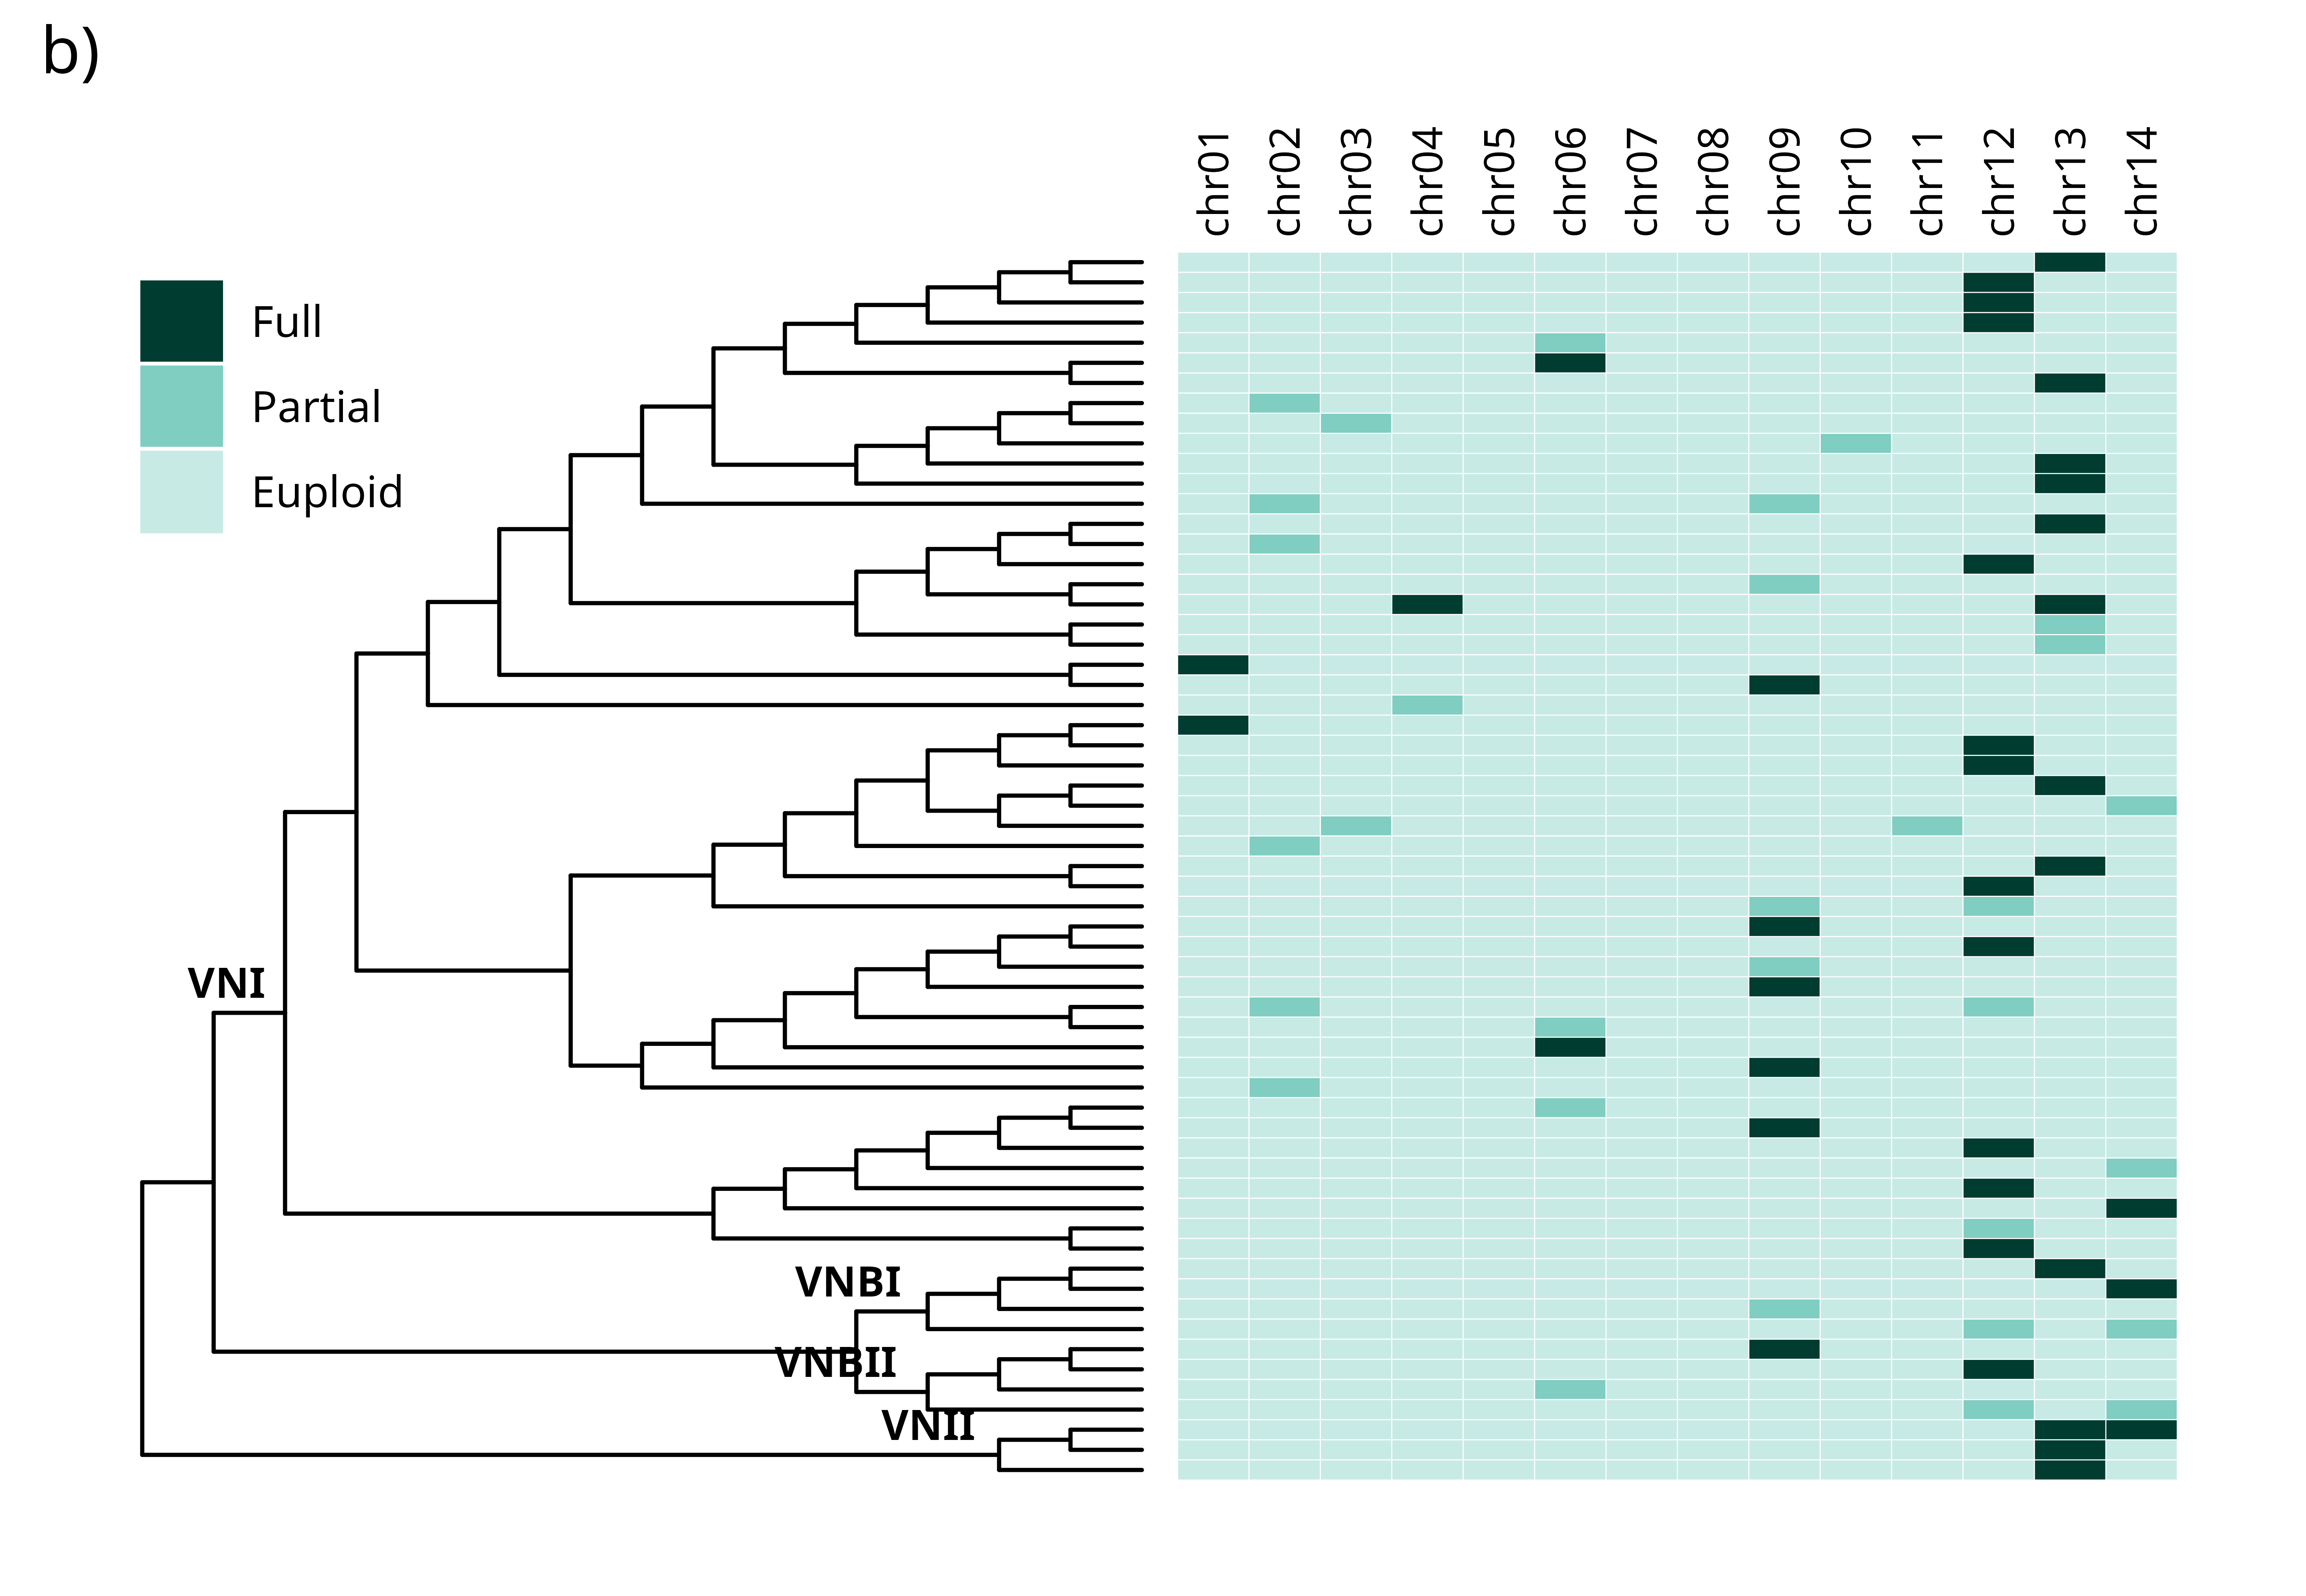 b)
chr01
chr02
chr03
chr04
chr05
chr06
chr07
chr08
chr09
chr10
chr11
chr12
chr13
chr14
Full
Partial
Euploid
VNI
VNBI
VNBII
VNII